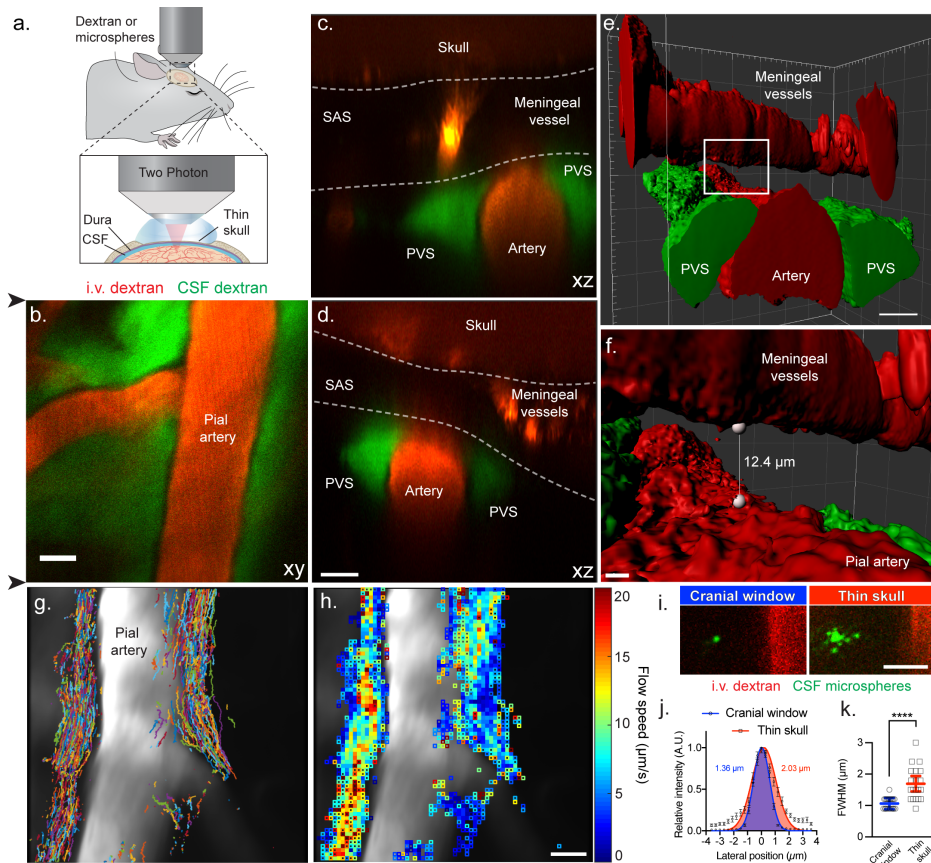 a.
Dextran or
microspheres
Two Photon
Dura
CSF
Thin
skull
i.v. dextran CSF dextran
b.
Pial
artery
xy
c.
Skull
SAS
Meningeal
vessel
PVS
PVS
Artery
xz
d.
Skull
SAS
Meningeal
vessels
PVS
Artery
PVS
xz
e.
Meningeal
vessels
PVS
Artery
PVS
f.
Meningeal
vessels
12.4 µm
Pial artery
g.
Pial
artery
h.
20
15
10
5
0
Flow speed (µm/s)
i.
Cranial window
Thin skull
i.v. dextran CSF microspheres
j.
Cranial window
Thin skull
1.36 µm
2.03 µm
Relative intensity (A.U.)
1.0
0.5
0.0
-4 -3 -2 -1 0 1 2 3 4
Lateral position (µm)
k.
****
FWHM (µm)
3
2
1
0
Cranial
window
Thin
skull